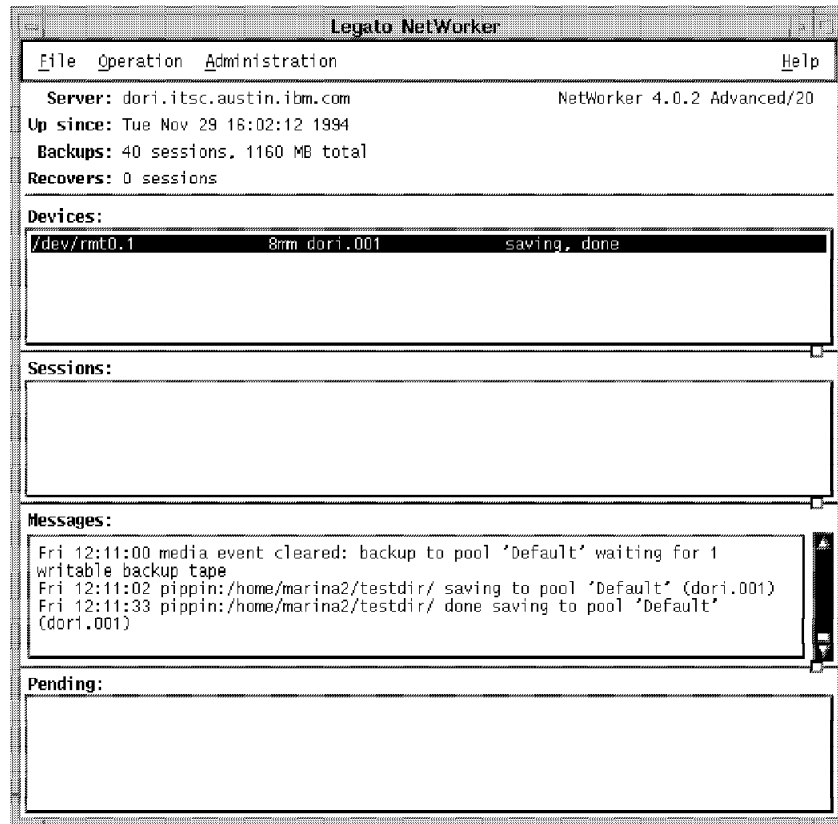 Legato NetWorker
File Operation Administration Help
Server: dori.itsc.austin.ibm.com NetWorker 4.0.2 Advanced/20
Up since: Tue Nov 29 16:02:12 1994
Backups: 40 sessions, 1160 MB total
Recovers: 0 sessions
Devices:
/dev/rmt0.1 8mm dori.001 saving, done
Sessions:
Messages:
Fri 12:11:00 media event cleared: backup to pool 'Default' waiting for 1
writable backup tape
Fri 12:11:02 pippin:/home/marina2/testdir/ saving to pool 'Default' (dori.001)
Fri 12:11:33 pippin:/home/marina2/testdir/ done saving to pool 'Default'
(dori.001)
Pending: